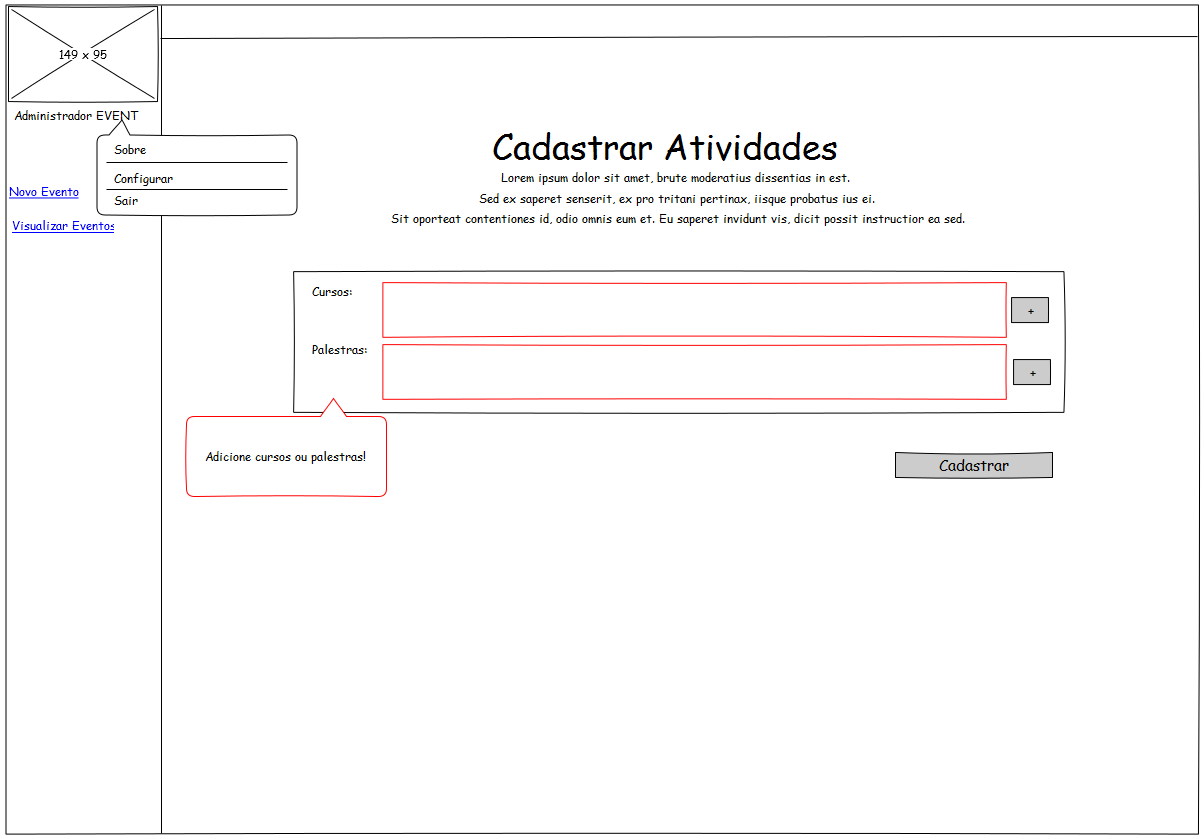 149 x 95
Administrador EVENT
Sobre
Configurar
Sair
Novo Evento
Visualizar Eventos
Cadastrar Atividades
Lorem ipsum dolor sit amet, brute moderatius dissentias in est.
Sed ex saperet senserit, ex pro tritani pertinax, iisque probatus ius ei.
Sit oporteat contentiones id, odio omnis eum et. Eu saperet invidunt vis, dicit possit instructior ea sed.
Cursos:
+
Palestras:
+
Adicione cursos ou palestras!
Cadastrar